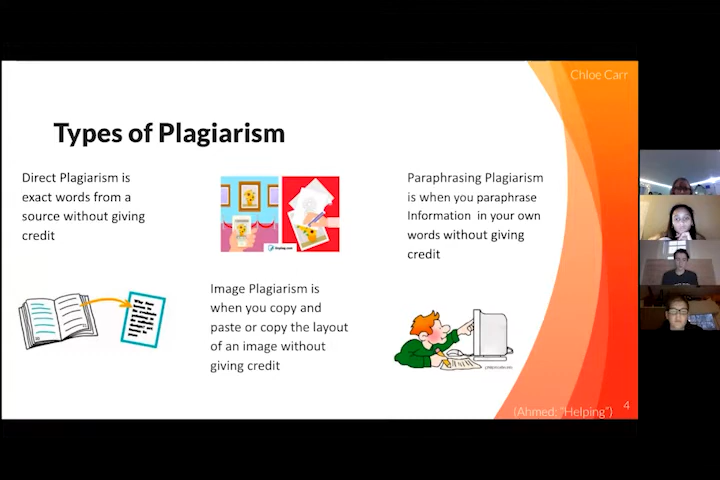 Chloe Carr
Types of Plagiarism
Direct Plagiarism is
exact words from a
source without giving
credit
Image Plagiarism is
when you copy and
paste or copy the layout
of an image without
giving credit
Paraphrasing Plagiarism
is when you paraphrase
Information in your own
words without giving
credit
(Ahmed: "Helping")
4